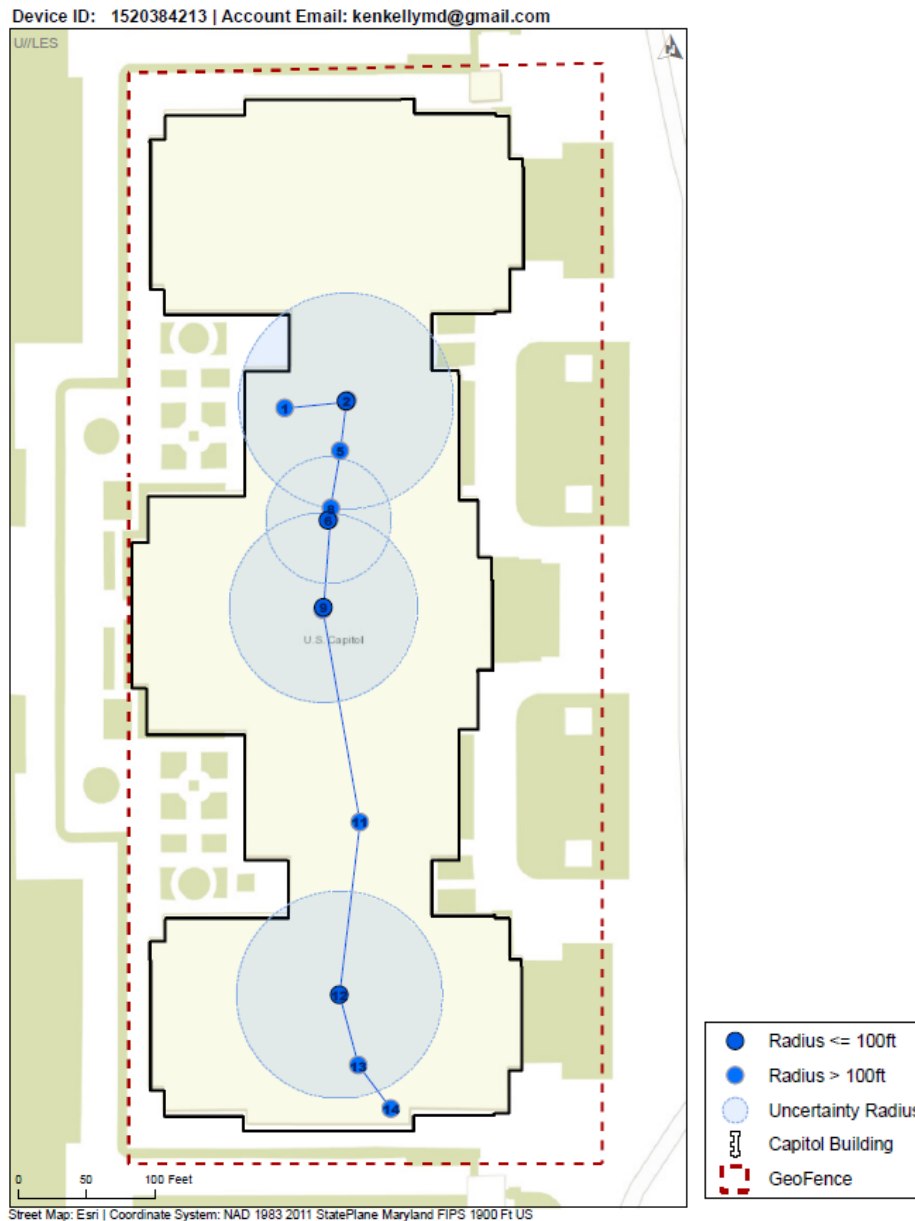 Device ID: 1520384213 | Account Email: kenkellymd@gmail.com
U//LES
1
2
5
8
6
9
U.S. Capitol
11
12
13
14
Radius <= 100ft
Radius > 100ft
Uncertainty Radius
Capitol Building
GeoFence
0 50 100 Feet
Street Map: Esri | Coordinate System: NAD 1983 2011 StatePlane Maryland FIPS 1900 Ft US